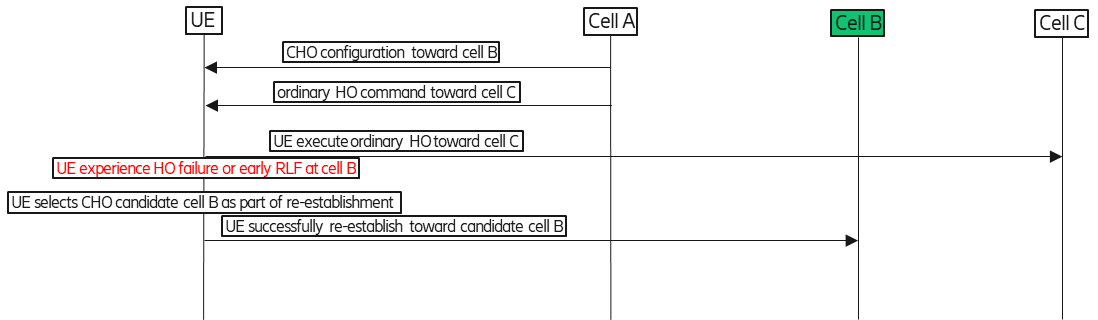 UE
Cell A
Cell B
Cell C
CHO configuration toward cell B
ordinary HO command toward cell C
UE execute ordinary HO toward cell C
UE experience HO failure or early RLF at cell B
UE selects CHO candidate cell B as part of re-establishment
UE successfully re-establish toward candidate cell B